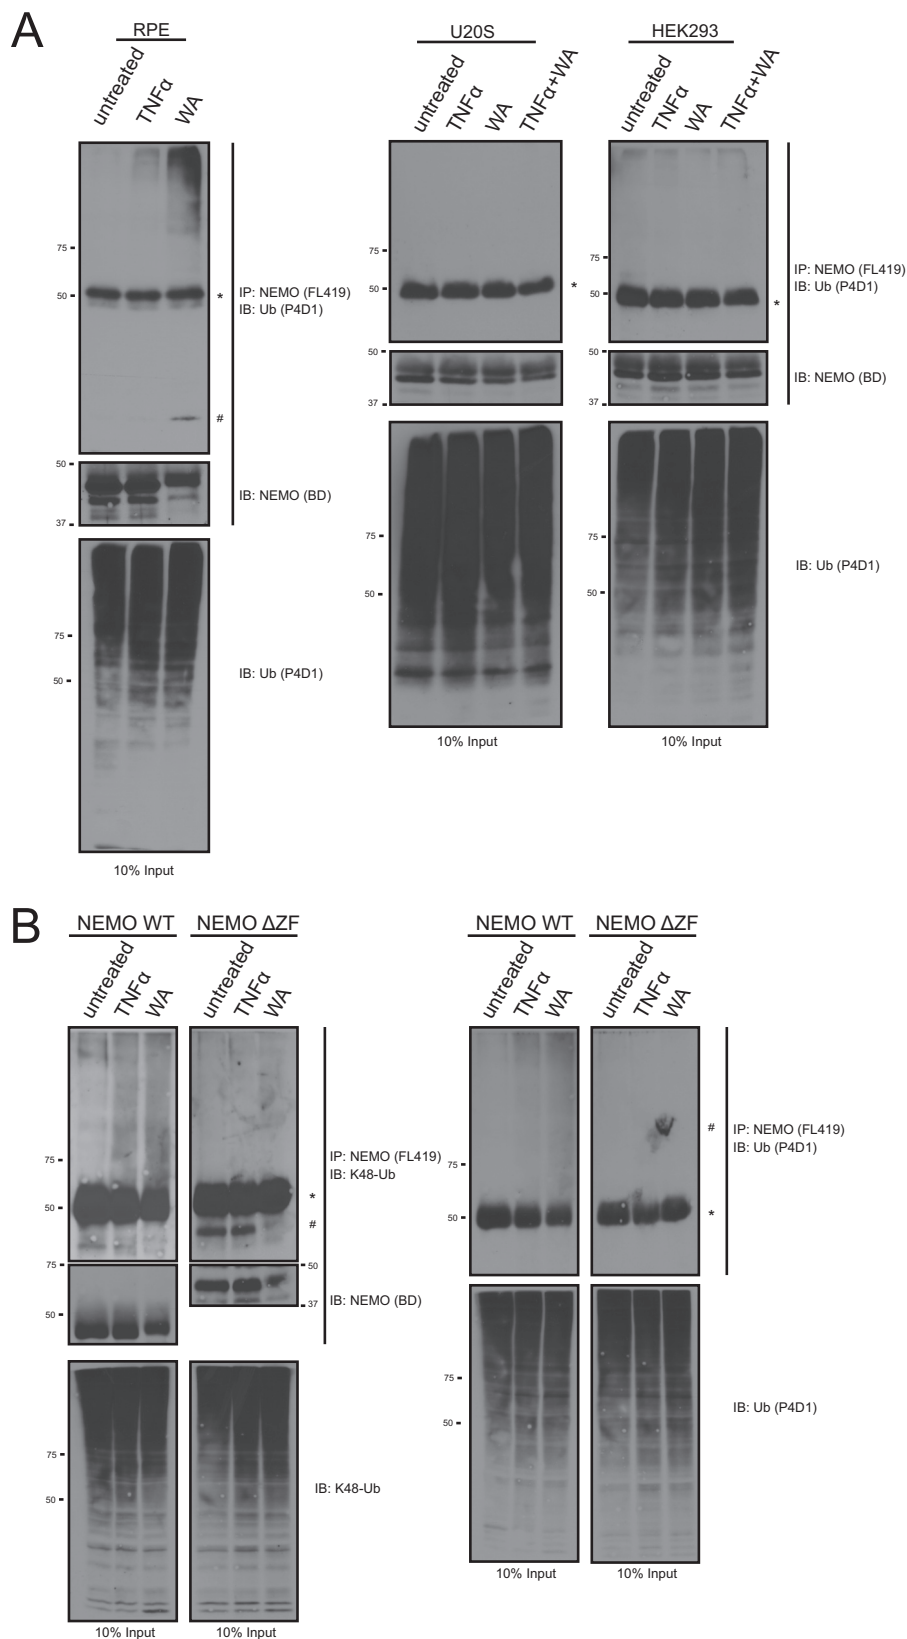 A
RPE
untreated
TNFα
WA
75
50
*
#
IP: NEMO (FL419)
IB: Ub (P4D1)
50
37
IB: NEMO (BD)
75
50
IB: Ub (P4D1)
10% Input
U20S
untreated
TNFα
WA
TNFα+WA
75
50
*
50
37
75
50
10% Input
HEK293
untreated
TNFα
WA
TNFα+WA
75
50
*
IP: NEMO (FL419)
IB: Ub (P4D1)
50
37
IB: NEMO (BD)
75
50
IB: Ub (P4D1)
10% Input
B
NEMO WT
NEMO ΔZF
untreated
TNFα
WA
untreated
TNFα
WA
75
50
*
#
IP: NEMO (FL419)
IB: K48-Ub
75
50
50
37
IB: NEMO (BD)
75
50
IB: K48-Ub
10% Input
10% Input
NEMO WT
NEMO ΔZF
untreated
TNFα
WA
untreated
TNFα
WA
75
50
#
*
IP: NEMO (FL419)
IB: Ub (P4D1)
75
50
IB: Ub (P4D1)
10% Input
10% Input